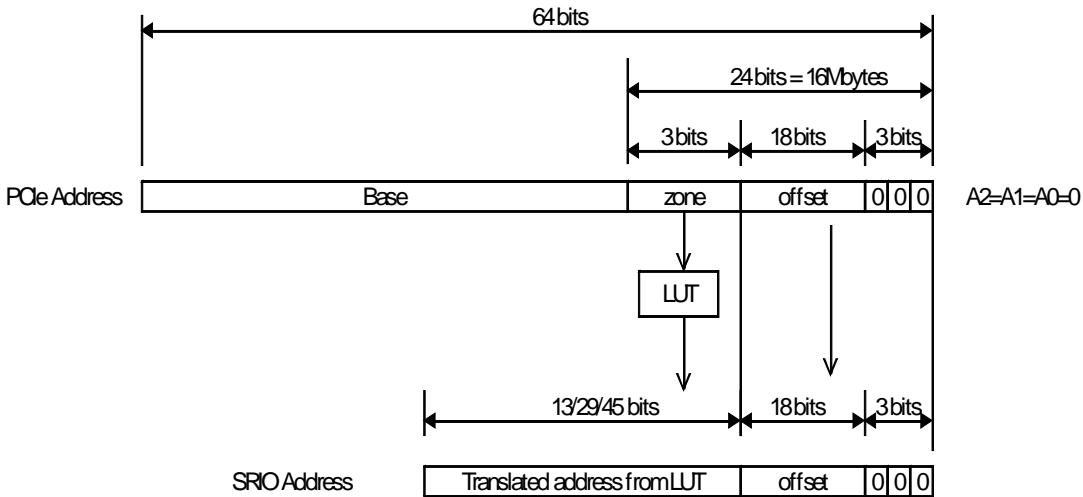 64 bits
24 bits = 16Mbytes
3 bits 18 bits 3 bits
PCIe Address Base zone offset 0 0 0 A2=A1=A0=0
LUT
13/29/45 bits 18 bits 3 bits
SRIO Address Translated address from LUT offset 0 0 0